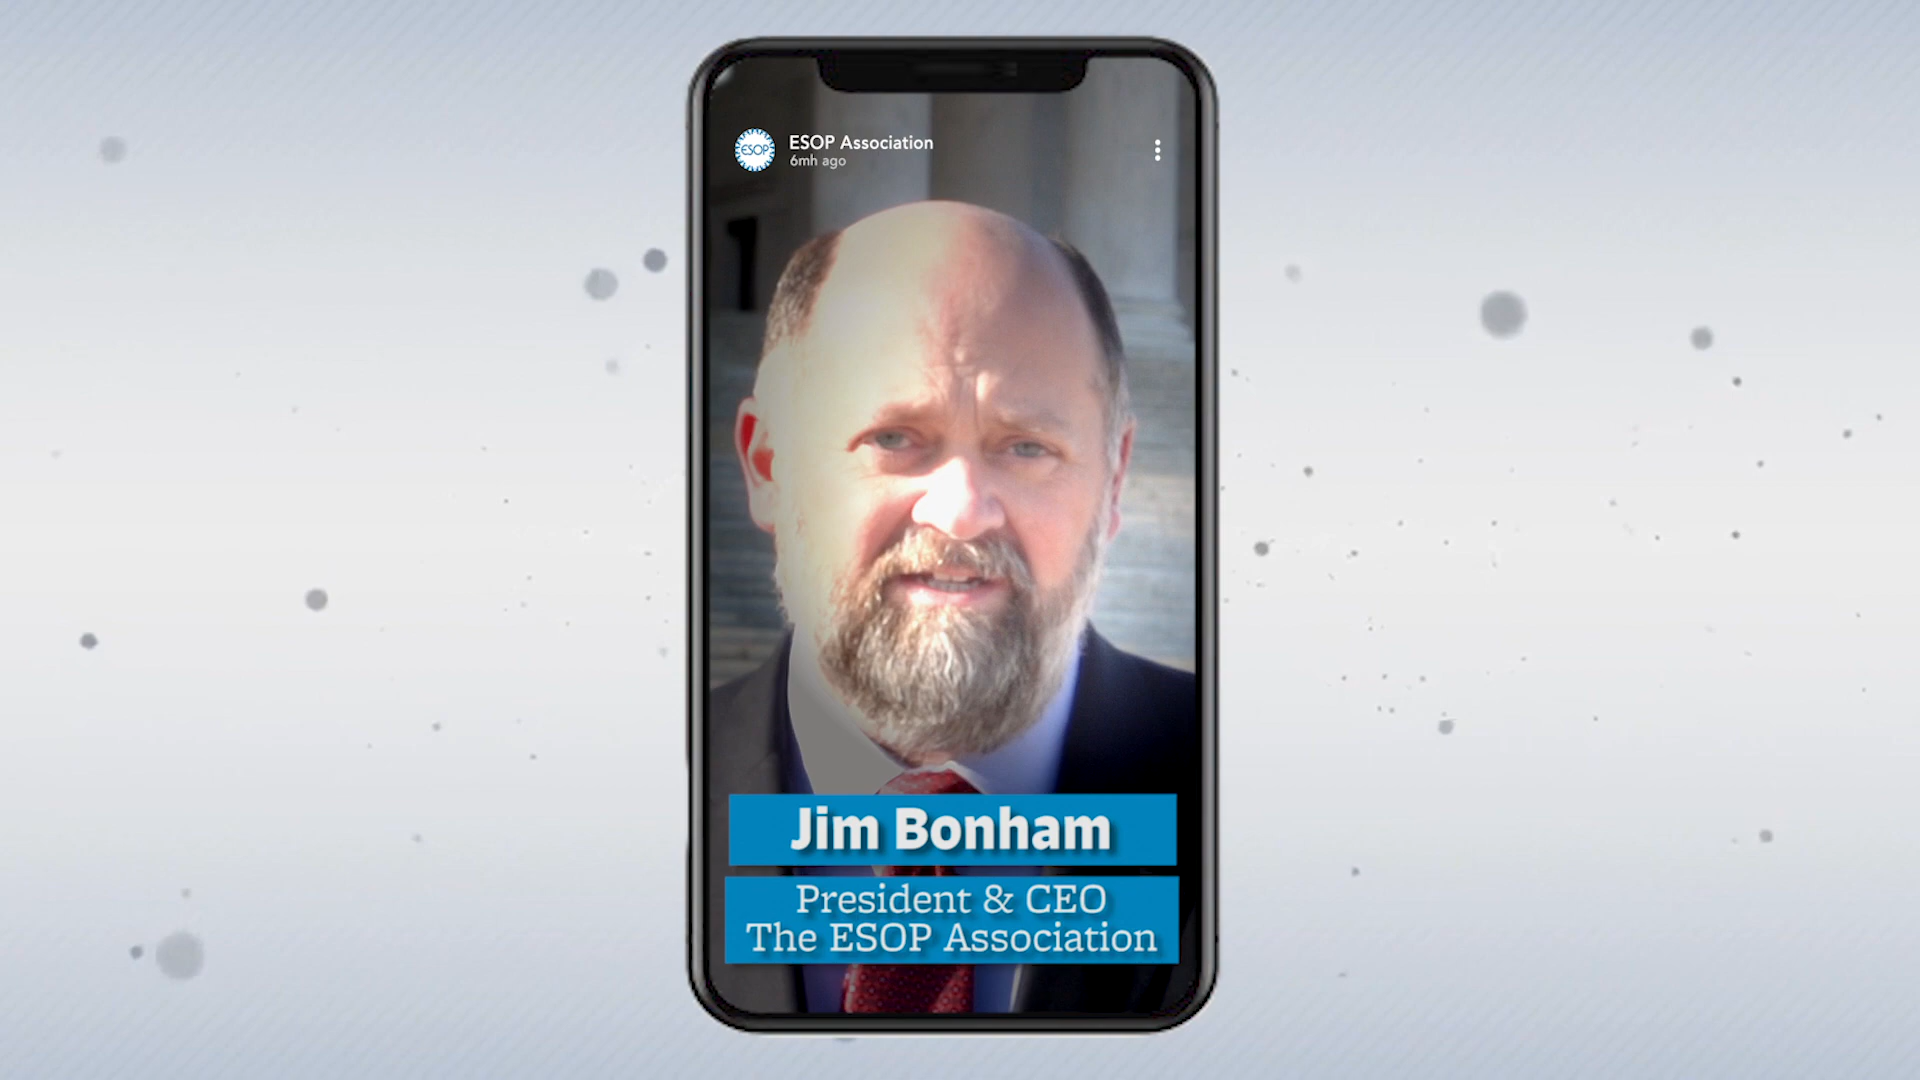 ESOP
ESOP Association
6mh ago
Jim Bonham
President & CEO
The ESOP Association